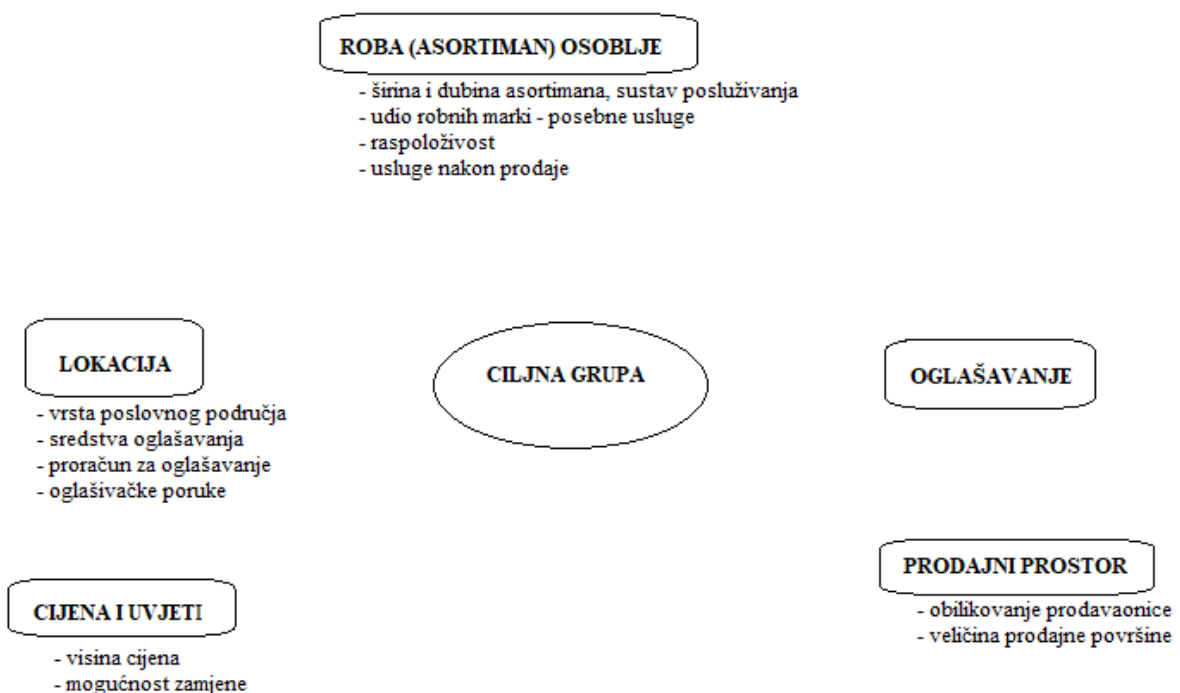 ROBA (ASORTIMAN) OSOBLJE
- širina i dubina asortimana, sustav posluživanja
- udio robnih marki - posebne usluge
- raspoloživost
- usluge nakon prodaje
LOKACIJA
- vrsta poslovnog područja
- sredstva oglašavanja
- proračun za oglašavanje
- oglašivačke poruke
CILJNA GRUPA
OGLAŠAVANJE
CIJENA I UVJETI
- visina cijena
- mogućnost zamjene
PRODAJNI PROSTOR
- obilikovanje prodavaonice
- veličina prodajne površine